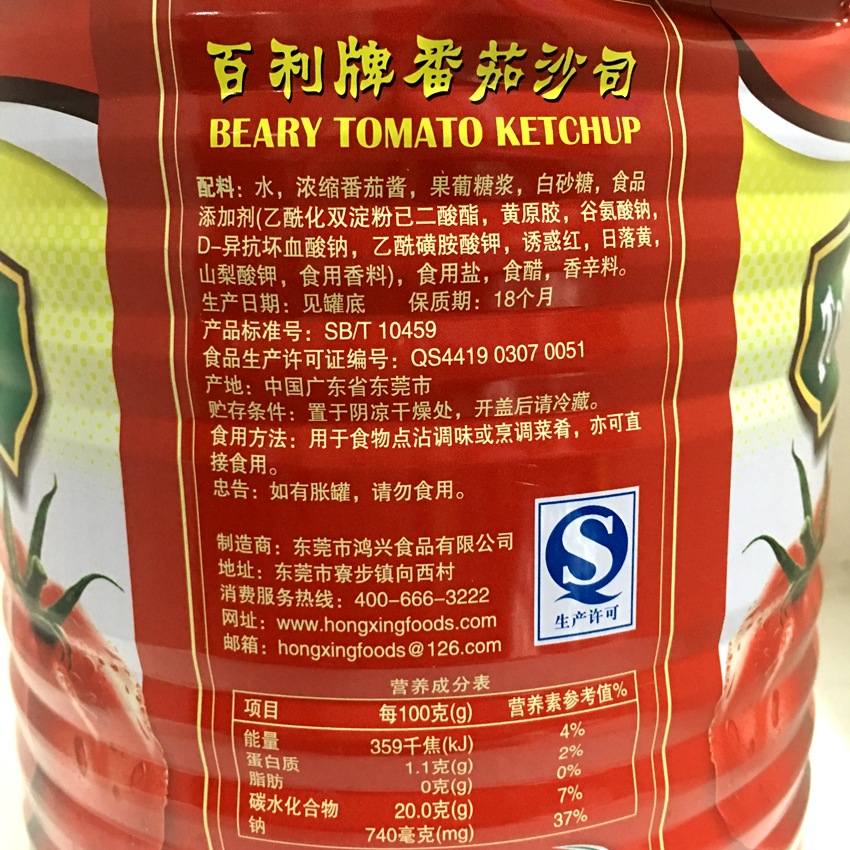 百利牌番茄沙司
BEARY TOMATO KETCHUP
配料：水，浓缩番茄酱，果葡糖浆，白砂糖，食品
添加剂(乙酰化双淀粉已二酸酯，黄原胶，谷氨酸钠，
D-异抗坏血酸钠，乙酰磺胺酸钾，诱惑红，日落黄，
山梨酸钾，食用香料)，食用盐，食醋，香辛料。
生产日期：见罐底 保质期：18个月
产品标准号：SB/T 10459
食品生产许可证编号：QS4419 0307 0051
产地：中国广东省东莞市
贮存条件：置于阴凉干燥处，开盖后请冷藏。
食用方法：用于食物点沾调味或烹调菜肴，亦可直
接食用。
忠告：如有胀罐，请勿食用。
制造商：东莞市鸿兴食品有限公司
地址：东莞市寮步镇向西村
消费服务热线：400-666-3222
网址：www.hongxingfoods.com
邮箱：hongxingfoods@126.com
S
生产许可
营养成分表
项目 每100克(g) 营养素参考值%
能量 359千焦(kJ) 4%
蛋白质 1.1克(g) 2%
脂肪 0克(g) 0%
碳水化合物 20.0克(g) 7%
钠 740毫克(mg) 37%